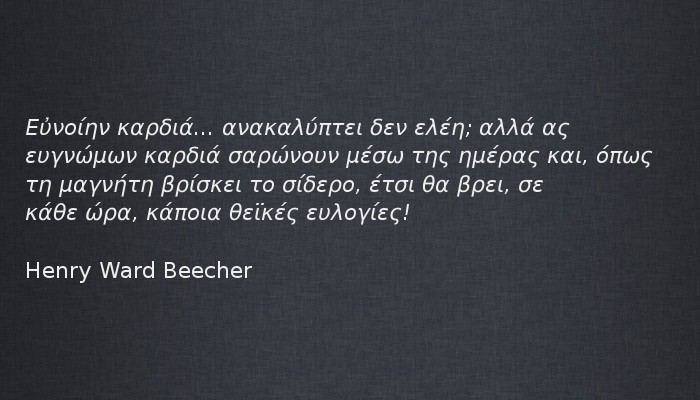 Εὐνοίην καρδιά... ανακαλύπτει δεν ελέη; αλλά ας
ευγνώμων καρδιά σαρώνουν μέσω της ημέρας και, όπως
τη μαγνήτη βρίσκει το σίδερο, έτσι θα βρει, σε
κάθε ώρα, κάποια θεϊκές ευλογίες!
Henry Ward Beecher